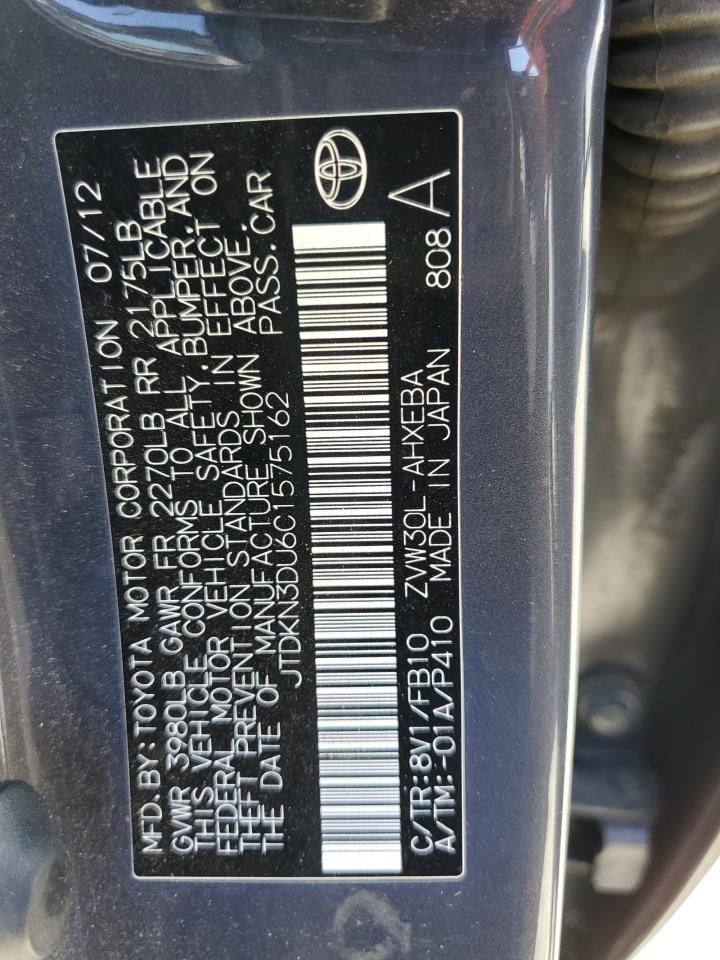 MFD. BY: TOYOTA MOTOR CORPORATION 07/12
GVWR 3980LB GAWR FR 2270LB RR 2175LB
THIS VEHICLE CONFORMS TO ALL APPLICABLE
FEDERAL MOTOR VEHICLE SAFETY, BUMPER, AND
THEFT PREVENTION STANDARDS IN EFFECT ON
THE DATE OF MANUFACTURE SHOWN ABOVE.
JTDKN3DU6C1575162 PASS. CAR
C/TR: 8V1/FB10 ZVW30L-AHXEBA 808 A
A/TM: -01A/P410 MADE IN JAPAN